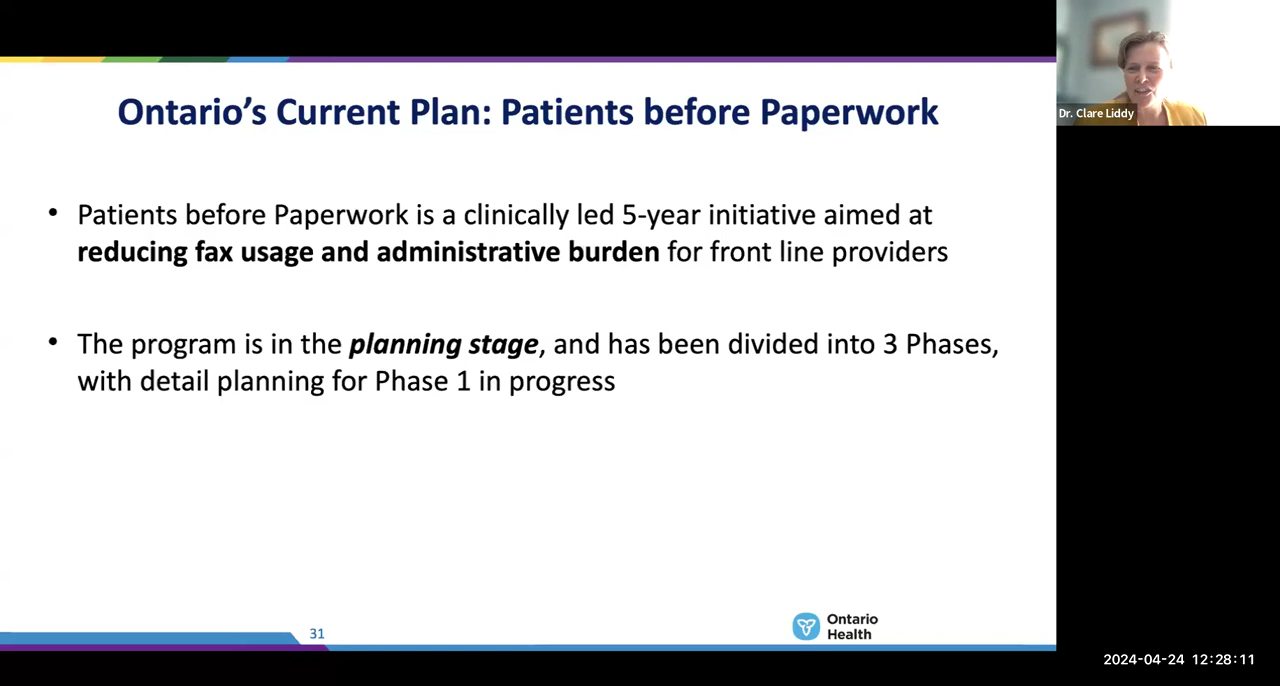 Ontario’s Current Plan: Patients before Paperwork
Dr. Clare Liddy
• Patients before Paperwork is a clinically led 5-year initiative aimed at
reducing fax usage and administrative burden for front line providers
• The program is in the planning stage, and has been divided into 3 Phases,
with detail planning for Phase 1 in progress
31
Ontario
Health
2024-04-24 12:28:11